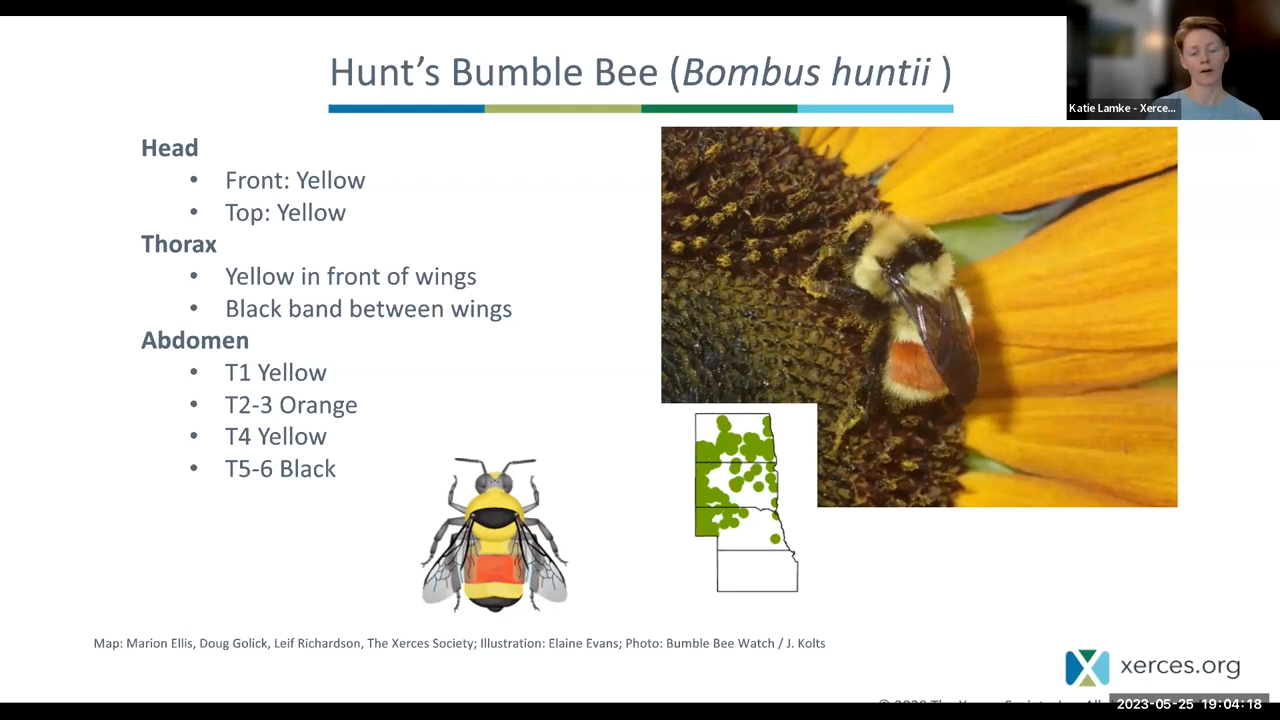 Hunt’s Bumble Bee (Bombus huntii )
Katie Lamke - Xerce...
Head
• Front: Yellow
• Top: Yellow
Thorax
• Yellow in front of wings
• Black band between wings
Abdomen
• T1 Yellow
• T2-3 Orange
• T4 Yellow
• T5-6 Black
Map: Marion Ellis, Doug Golick, Leif Richardson, The Xerces Society; Illustration: Elaine Evans; Photo: Bumble Bee Watch / J. Kolts
xerces.org
2023-05-25 19:04:18